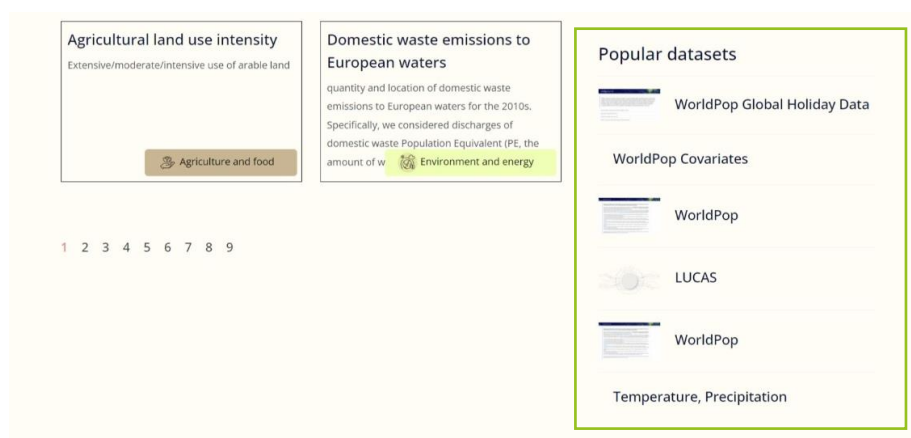 Agricultural land use intensity
Extensive/moderate/intensive use of arable land
Agriculture and food
Domestic waste emissions to
European waters
quantity and location of domestic waste
emissions to European waters for the 2010s.
Specifically, we considered discharges of
domestic waste Population Equivalent (PE, the
amount of w
Environment and energy
1 2 3 4 5 6 7 8 9
Popular datasets
WorldPop Global Holiday Data
WorldPop Covariates
WorldPop
LUCAS
WorldPop
Temperature, Precipitation